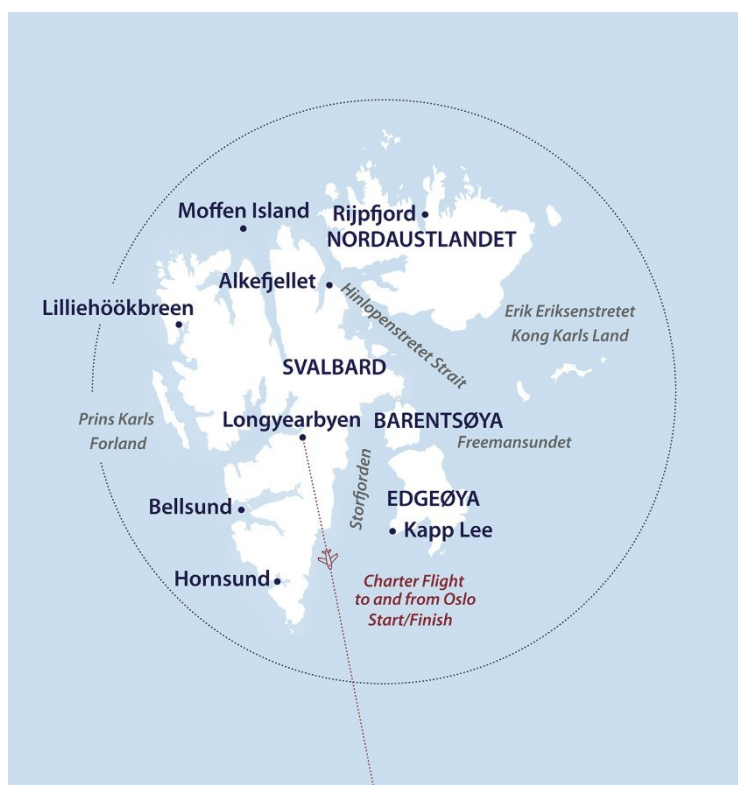 Moffen Island
Rijpfjord
NORDAUSTLANDET
Alkefjellet
Hinlopenstretet Strait
Lilliehöökbreen
Erik Eriksenstretet
Kong Karls Land
SVALBARD
Prins Karls
Forland
Longyearbyen
BARENTSØYA
Freemansundet
Storfjorden
EDGEØYA
Bellsund
Kapp Lee
Hornsund
Charter Flight
to and from Oslo
Start/Finish